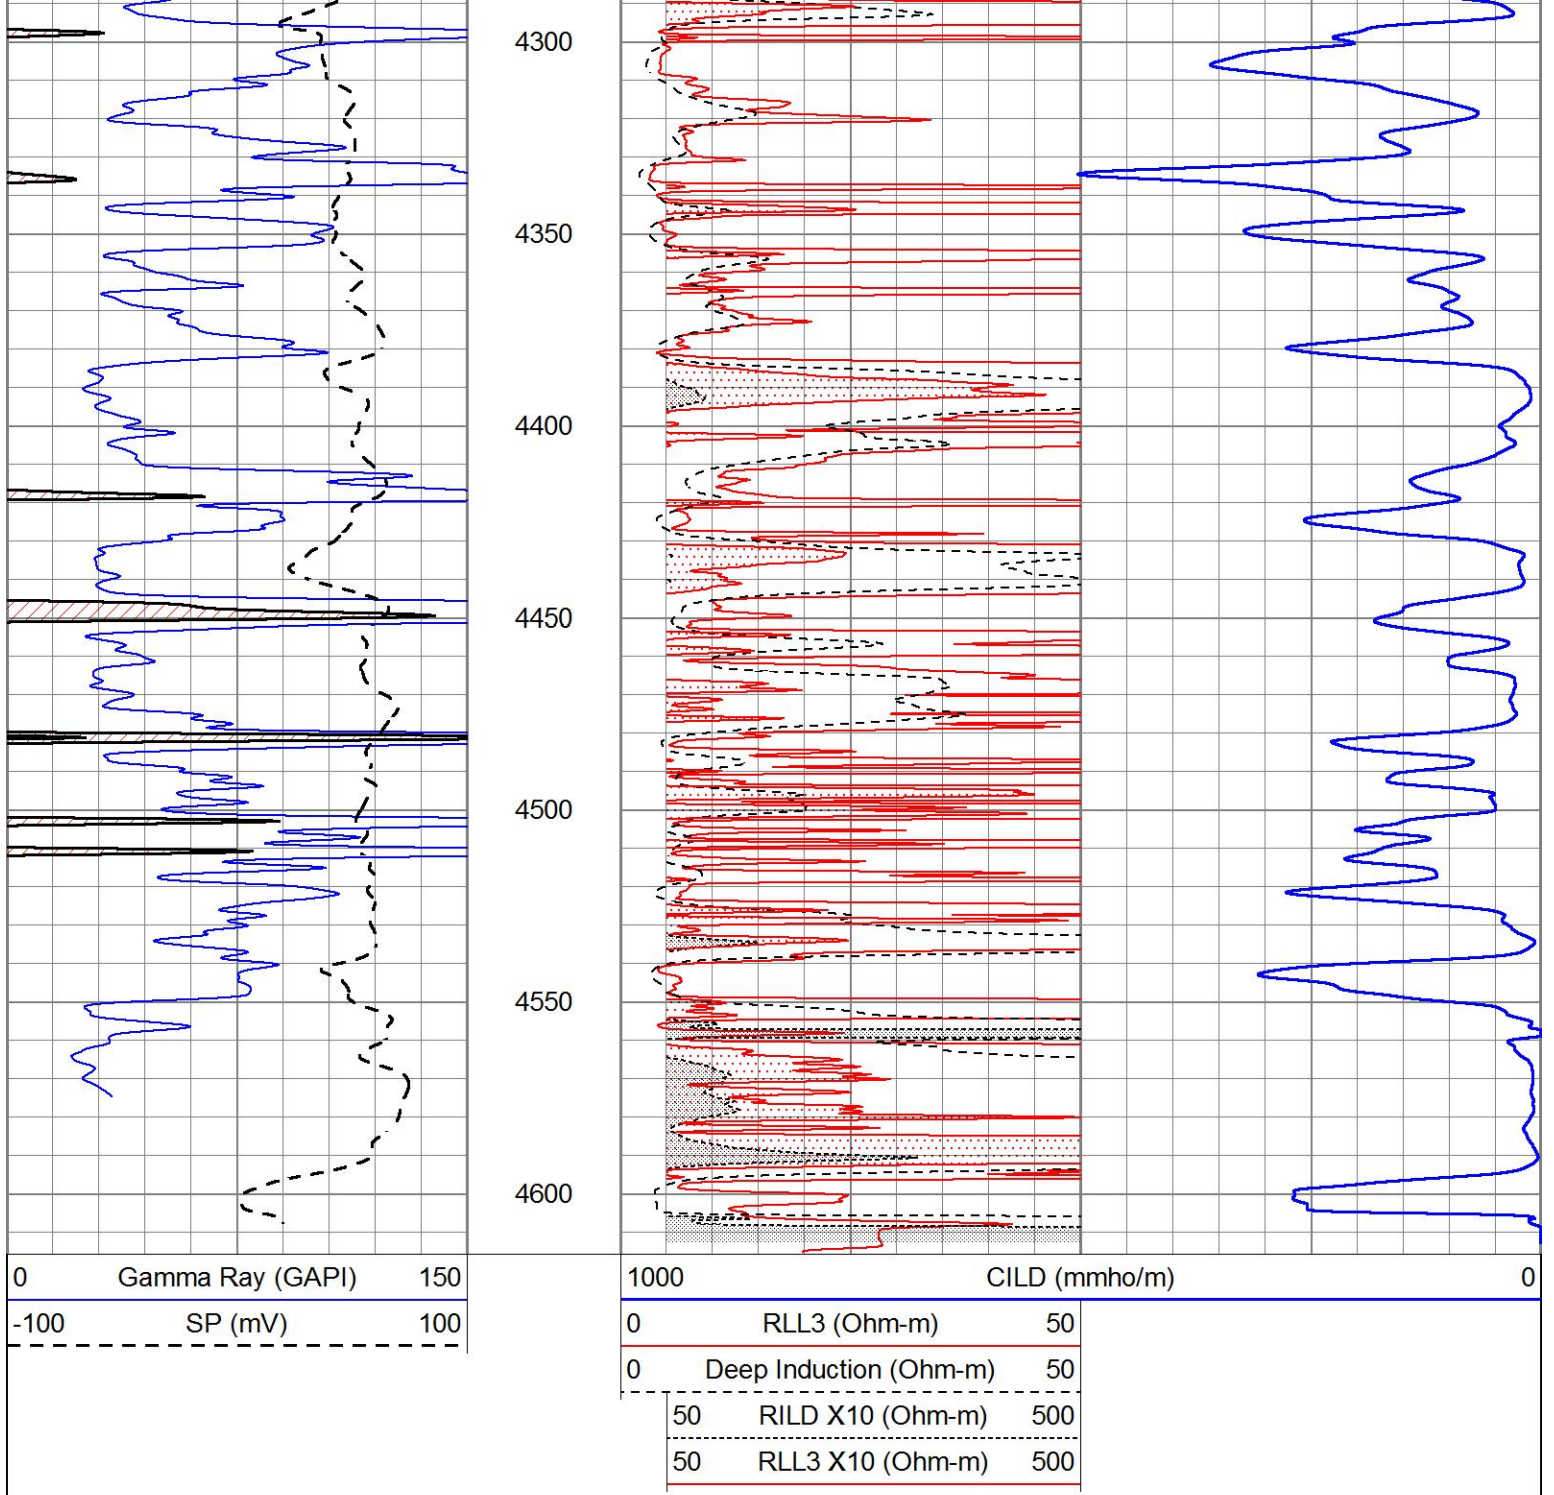 4300
4350
4400
4450
4500
4550
4600
0 Gamma Ray (GAPI) 150
1000 CILD (mmho/m) 0
-100 SP (mV) 100
0 RLL3 (Ohm-m) 50
0 Deep Induction (Ohm-m) 50
50 RILD X10 (Ohm-m) 500
50 RLL3 X10 (Ohm-m) 500